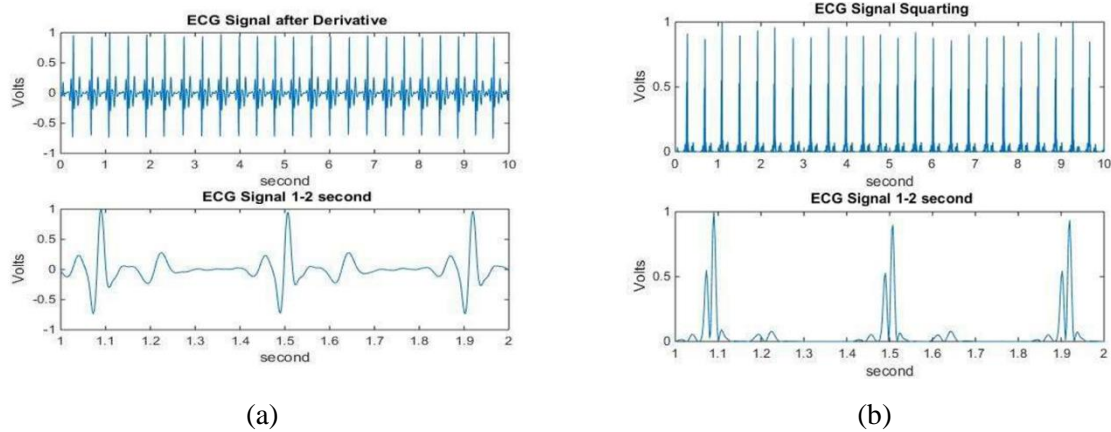 ECG Signal after Derivative
1
0.5
0
-0.5
-1
Volts
0 1 2 3 4 5 6 7 8 9 10
second
ECG Signal 1-2 second
1
0.5
0
-0.5
-1
Volts
1 1.1 1.2 1.3 1.4 1.5 1.6 1.7 1.8 1.9 2
second
(a)
ECG Signal Squarting
1
0.5
0
Volts
0 1 2 3 4 5 6 7 8 9 10
second
ECG Signal 1-2 second
1
0.5
0
Volts
1 1.1 1.2 1.3 1.4 1.5 1.6 1.7 1.8 1.9 2
second
(b)